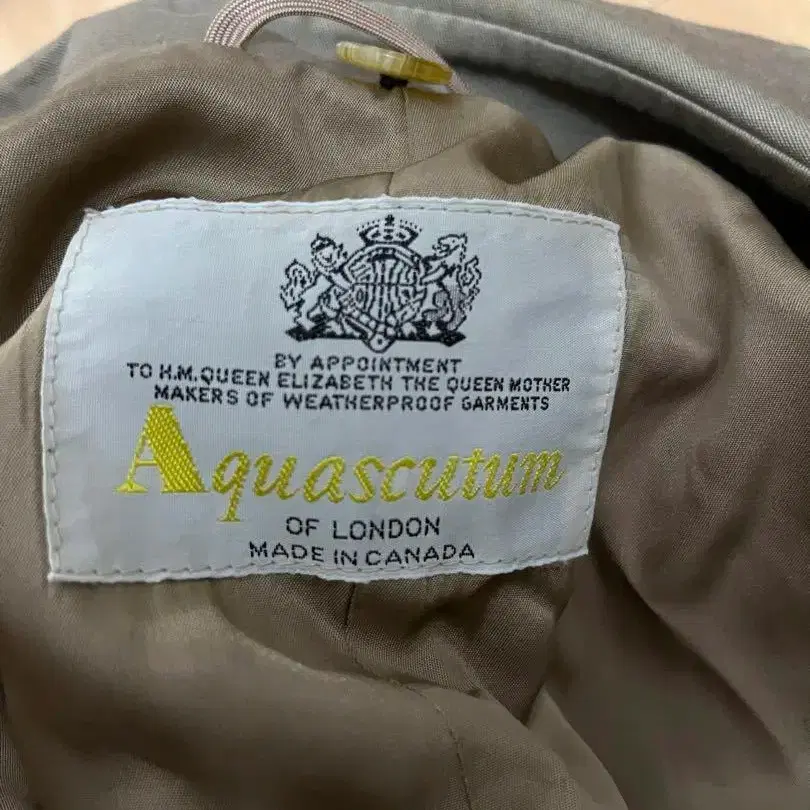 BY APPOINTMENT
TO H.M. QUEEN ELIZABETH THE QUEEN MOTHER
MAKERS OF WEATHERPROOF GARMENTS
Aquascutum
OF LONDON
MADE IN CANADA